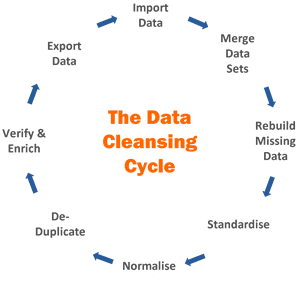 Import
Data
Merge
Data
Sets
Rebuild
Missing
Data
Standardise
Normalise
De-
Duplicate
Verify &
Enrich
Export
Data
The Data
Cleansing
Cycle